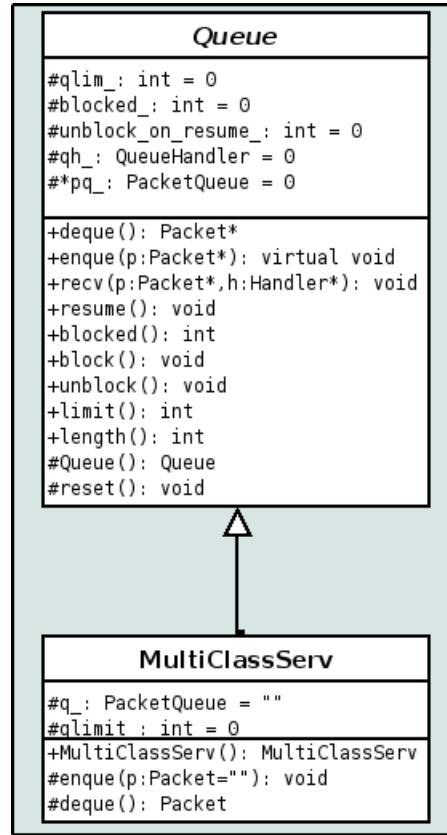 Queue
#qlim_: int = 0
#blocked_: int = 0
#unblock_on_resume_: int = 0
#qh_: QueueHandler = 0
#*pq_: PacketQueue = 0
+deque(): Packet*
+enque(p:Packet*): virtual void
+recv(p:Packet*,h:Handler*): void
+resume(): void
+blocked(): int
+block(): void
+unblock(): void
+limit(): int
+length(): int
#Queue(): Queue
#reset(): void
MultiClassServ
#q_: PacketQueue = ""
#qlimit_: int = 0
+MultiClassServ(): MultiClassServ
#enque(p:Packet=""): void
#deque(): Packet